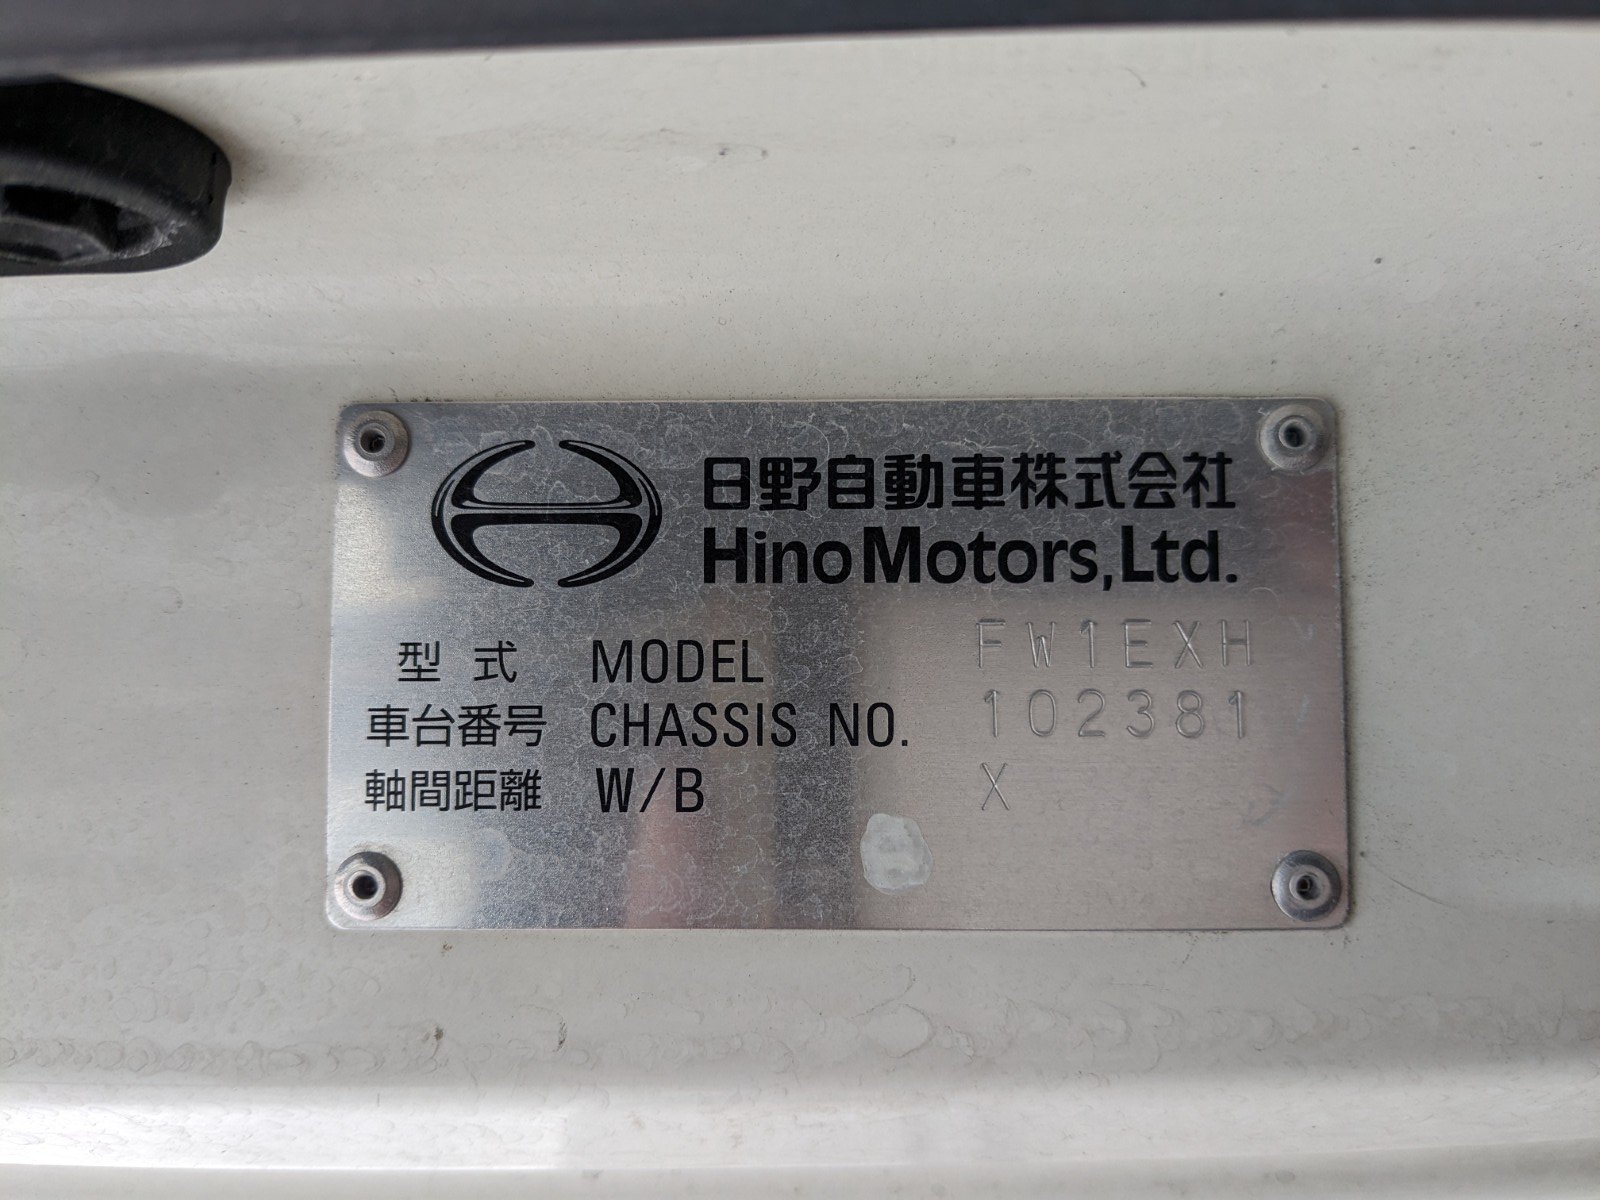 日野自動車株式会社
Hino Motors, Ltd.
型 式 MODEL FW1EXH
車台番号 CHASSIS NO. 102381
軸間距離 W/B X